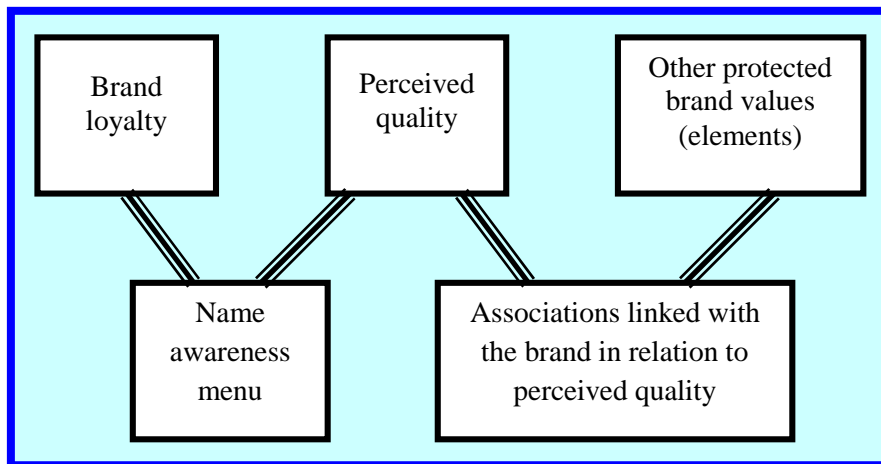 Brand
loyalty
Perceived
quality
Other protected
brand values
(elements)
Name
awareness
menu
Associations linked with
the brand in relation to
perceived quality